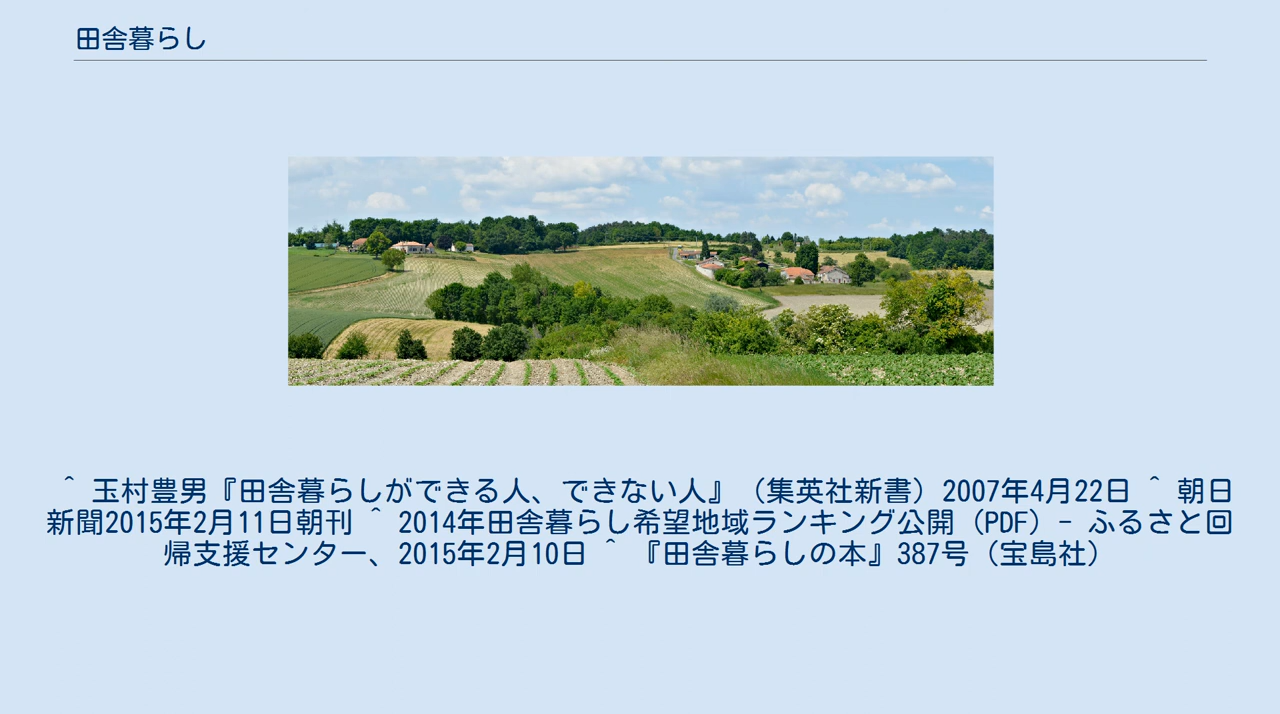 田舎暮らし
^ 玉村豊男『田舎暮らしができる人、できない人』（集英社新書）2007年4月22日 ^ 朝日
新聞2015年2月11日朝刊 ^ 2014年田舎暮らし希望地域ランキング公開（PDF）- ふるさと回
帰支援センター、2015年2月10日 ^ 『田舎暮らしの本』387号（宝島社）